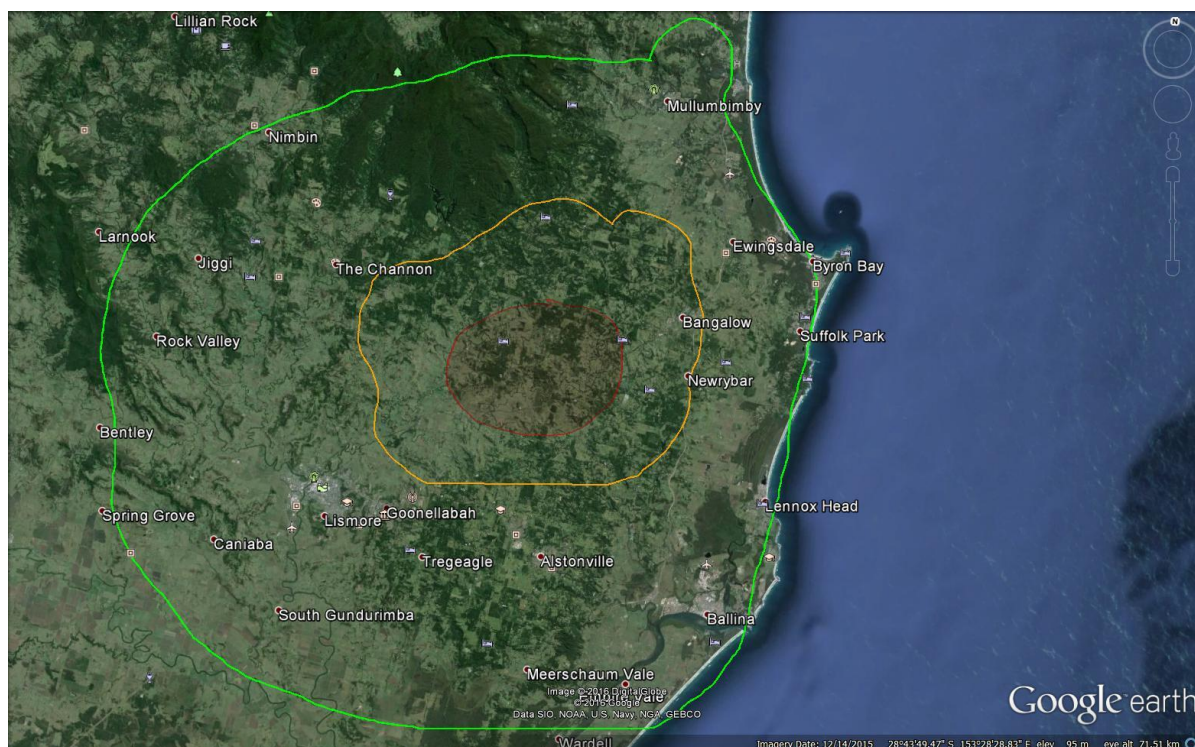 Lillian Rock
N
Mullumbimby
Nimbin
Larnook
Ewingsdale
Jiggi
The Channon
Byron Bay
Bangalow
Suffolk Park
Rock Valley
Newrybar
Bentley
Lennox Head
Spring Grove
Lismore
Goonellabah
Caniaba
Tregeagle
Alstonville
South Gundurimba
Ballina
Meerschaum Vale
Image © 2016 DigitalGlobe
Empire Vale
© 2016 Google
Data SIO, NOAA, U.S. Navy, NGA, GEBCO
Google earth
Wardell
Imagery Date: 12/14/2015 28°43'49.47" S 153°28'28.83" E elev 95 m eye alt 71.51 km